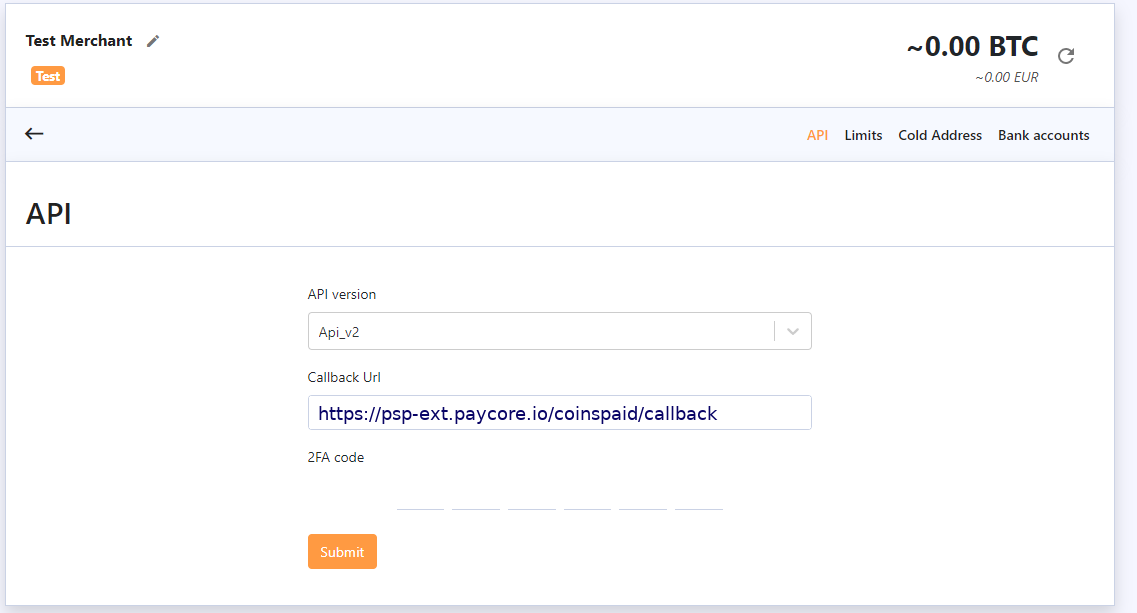 Test Merchant
Test
~0.00 BTC
~0.00 EUR
API Limits Cold Address Bank accounts
API
API version
Api_v2
Callback Url
https://psp-ext.paycore.io/coinspaid/callback
2FA code
Submit